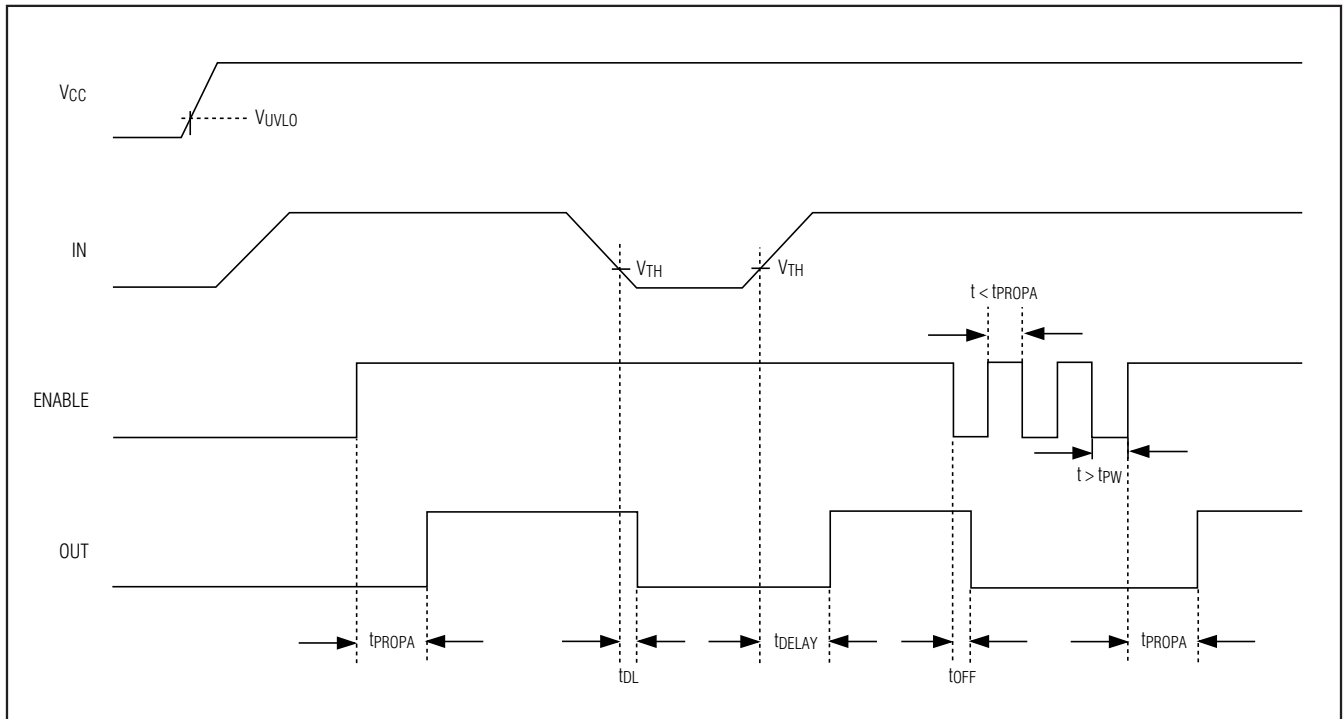 VCC
VUVLO
IN
VTH
VTH
t < tPROPA
ENABLE
t > tPW
OUT
tPROPA
tDL
tDELAY
tOFF
tPROPA